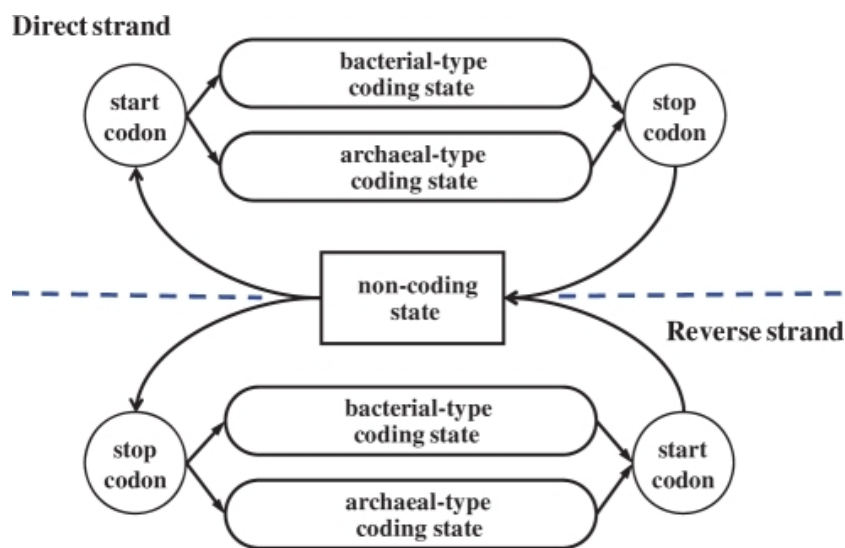 Direct strand
bacterial-type
coding state
start
codon
stop
codon
archaeal-type
coding state
non-coding
state
Reverse strand
bacterial-type
coding state
stop
codon
start
codon
archaeal-type
coding state